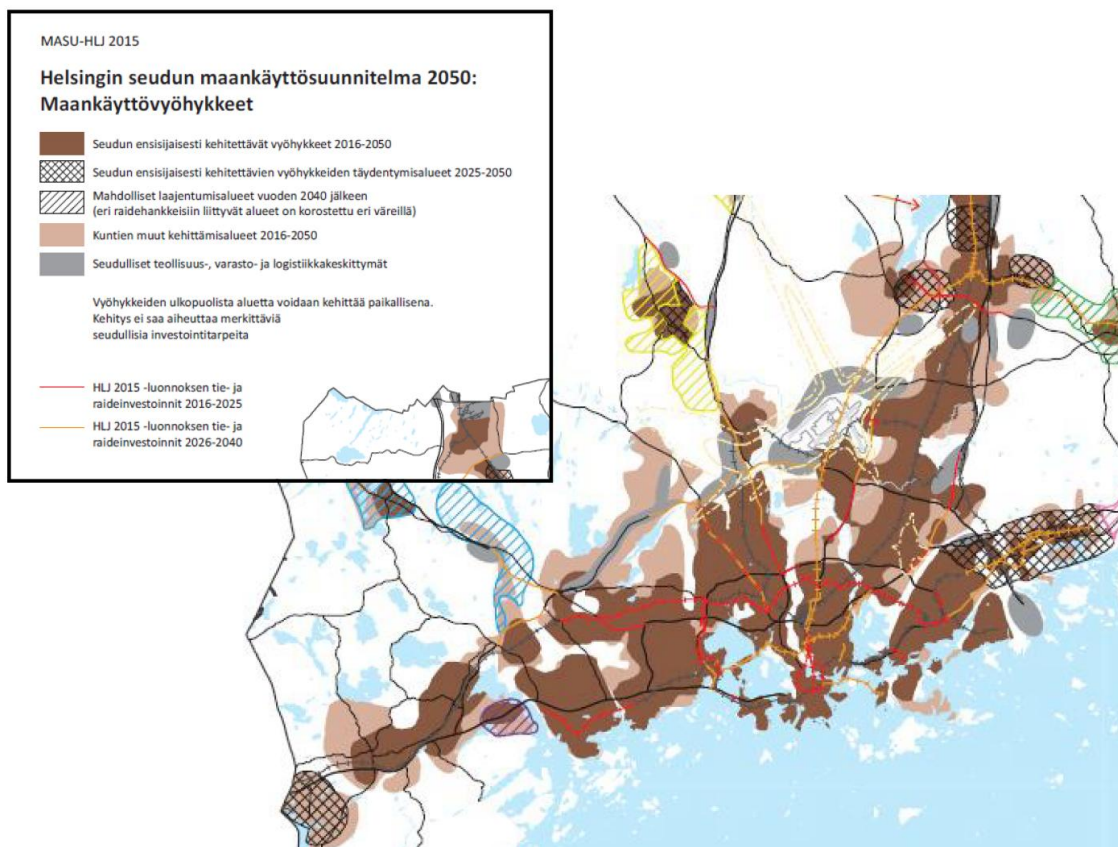 MASU-HLJ 2015
Helsingin seudun maankäyttösuunnitelma 2050:
Maankäyttövyöhykkeet
Seudun ensisijaisesti kehitettävät vyöhykkeet 2016-2050
Seudun ensisijaisesti kehitettävien vyöhykkeiden täydentymisalueet 2025-2050
Mahdolliset laajentumisalueet vuoden 2040 jälkeen
(eri raidehankkeisiin liittyvät alueet on korostettu eri väreillä)
Kuntien muut kehittämisalueet 2016-2050
Seudulliset teollisuus-, varasto- ja logistiikkakeskittymät
Vyöhykkeiden ulkopuolista aluetta voidaan kehittää paikallisena.
Kehitys ei saa aiheuttaa merkittäviä
seudullisia investointitarpeita
HLJ 2015 -luonnoksen tie- ja
raideinvestoinnit 2016-2025
HLJ 2015 -luonnoksen tie- ja
raideinvestoinnit 2026-2040